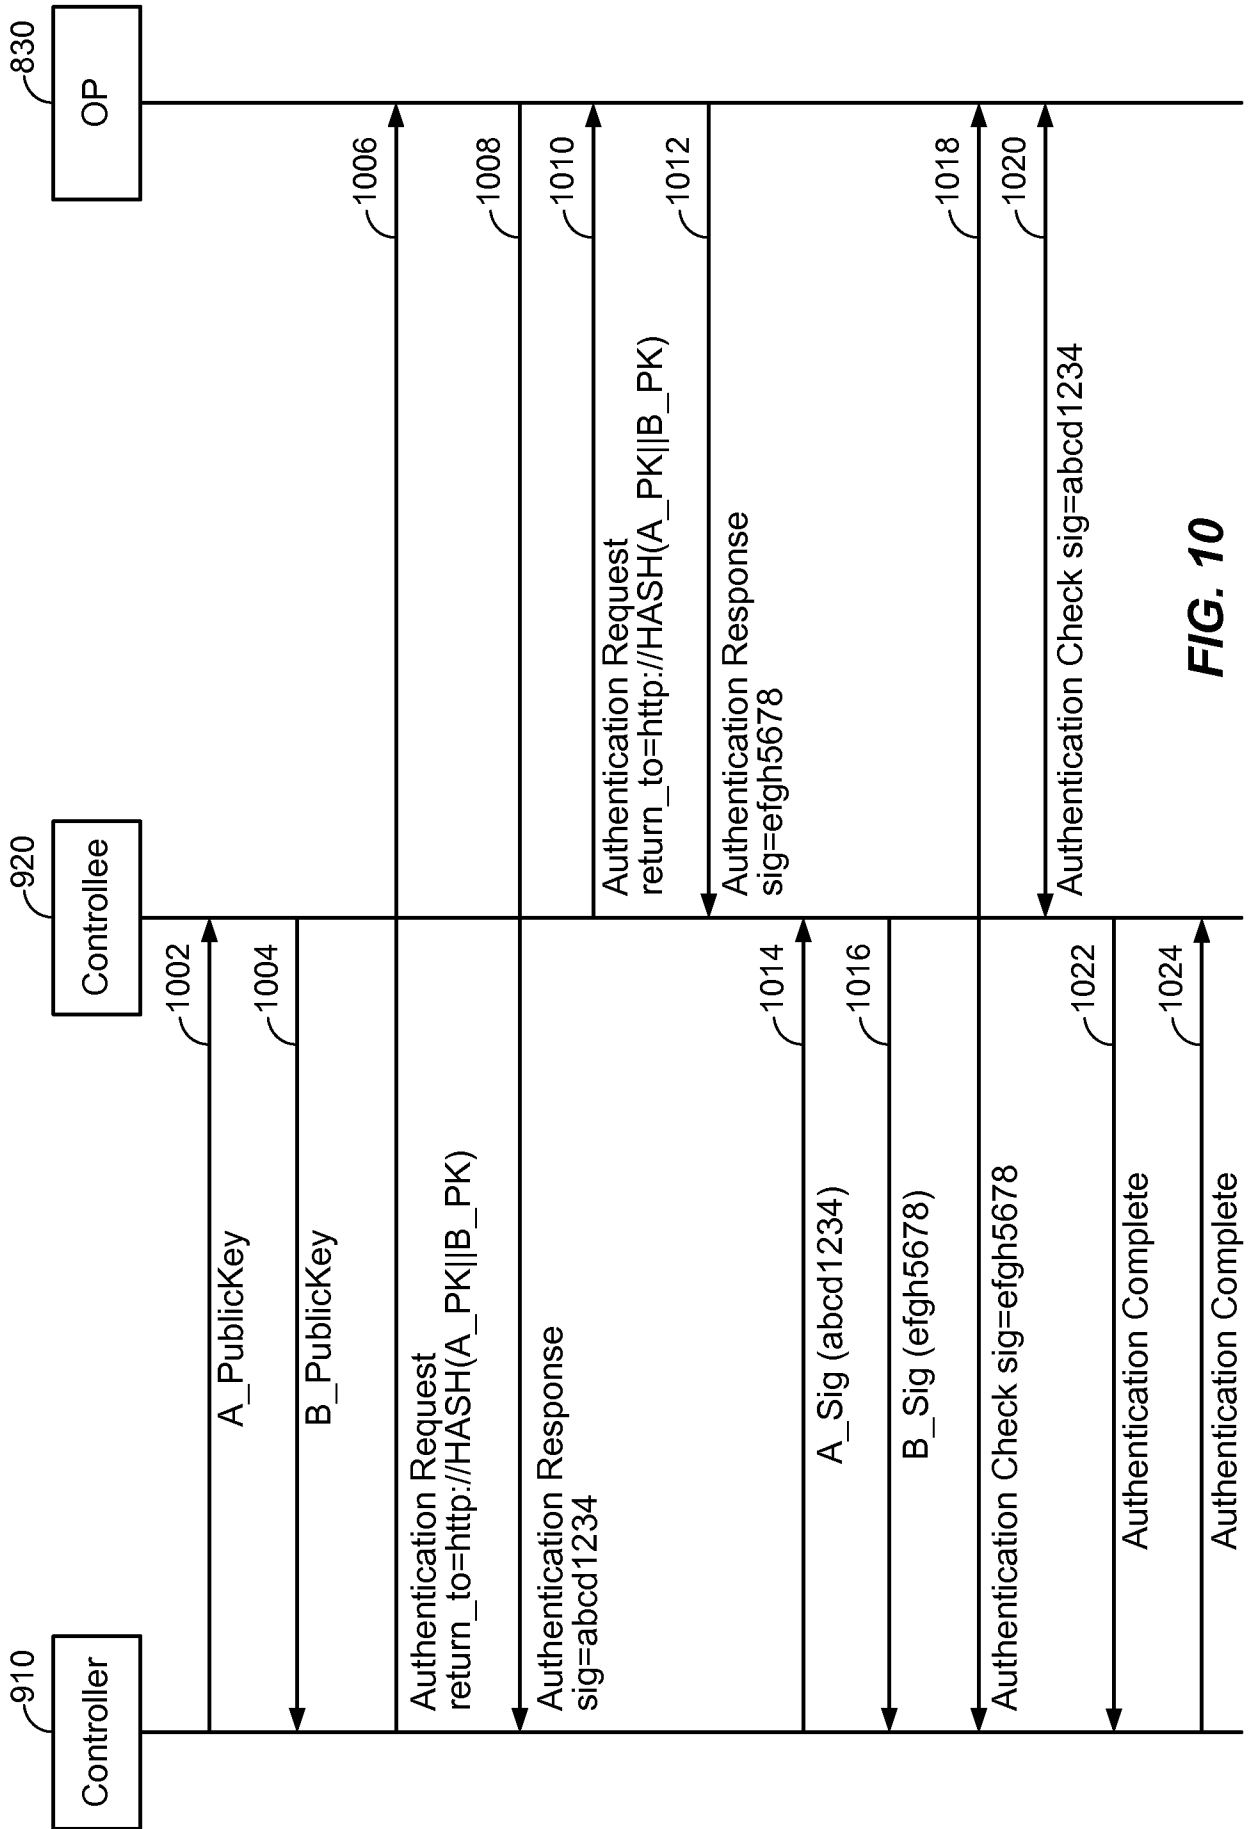 910
Controller
920
Controllee
830
OP
1002
A_PublicKey
1004
B_PublicKey
1006
Authentication Request
return_to=http://HASH(A_PK||B_PK)
1008
Authentication Response
sig=abcd1234
1010
Authentication Request
return_to=http://HASH(A_PK||B_PK)
1012
Authentication Response
sig=efgh5678
1014
A_Sig (abcd1234)
1016
B_Sig (efgh5678)
1018
Authentication Check sig=efgh5678
1020
Authentication Check sig=abcd1234
1022
Authentication Complete
1024
Authentication Complete
FIG. 10